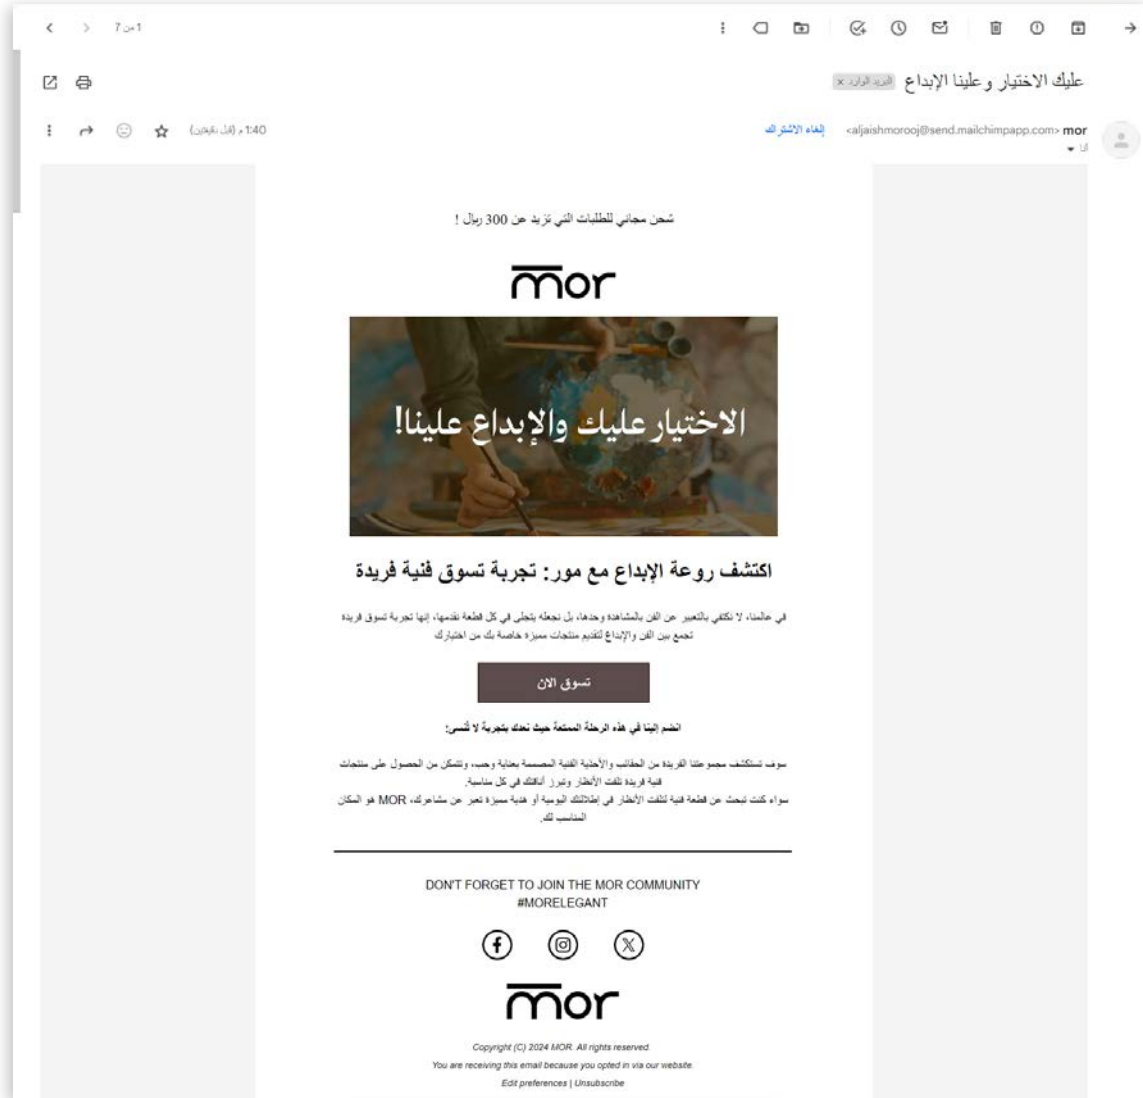 1 من 7
عليك الاختيار و علينا الإبداع
البريد الوارد ×
mor <aljaishmorooj@send.mailchimpapp.com> إلغاء الاشتراك
1:40 م (قبل دقيقتين)
أنا
شحن مجاني للطلبات التي تزيد عن 300 ريال !
mor
الاختيار عليك والإبداع علينا!
اكتشف روعة الإبداع مع مور: تجربة تسوق فنية فريدة
في عالمنا، لا نكتفي بالتعبير عن الفن بالمشاهدة وحدها، بل نجعله يتجلى في كل قطعة نقدمها، إنها تجربة تسوق فريدة
تجمع بين الفن والإبداع لتقديم منتجات مميزة خاصة بك من اختيارك
تسوق الان
انضم إلينا في هذه الرحلة الممتعة حيث نعدك بتجربة لا تُنسى:
سوف تستكشف مجموعتنا الفريدة من الحقائب والأحذية الفنية المصممة بعناية وحب، وتتمكن من الحصول على منتجات
فنية فريدة تلفت الأنظار وتبرز أناقتك في كل مناسبة.
سواء كنت تبحث عن قطعة فنية لتلفت الأنظار في إطلالتك اليومية أو هدية مميزة تعبر عن مشاعرك، MOR هو المكان
المناسب لك.
DON'T FORGET TO JOIN THE MOR COMMUNITY
#MORELEGANT
mor
Copyright (C) 2024 MOR. All rights reserved.
You are receiving this email because you opted in via our website.
Edit preferences | Unsubscribe